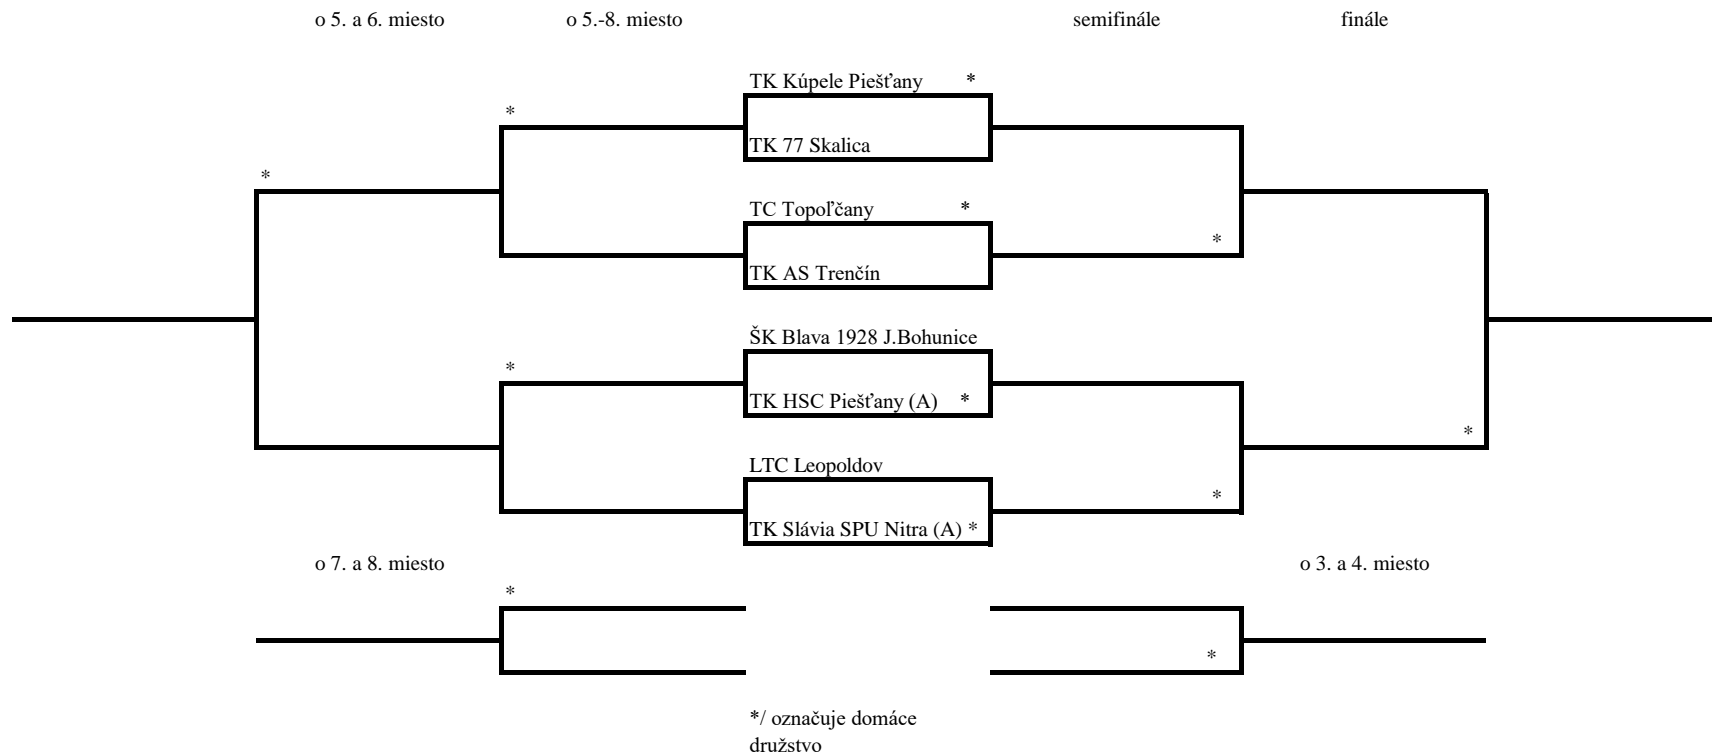 o 5. a 6. miesto o 5.-8. miesto semifinále finále
TK Kúpele Piešťany *
*
TK 77 Skalica
*
TC Topoľčany *
*
TK AS Trenčín
ŠK Blava 1928 J.Bohunice
*
TK HSC Piešťany (A) *
*
LTC Leopoldov
*
TK Slávia SPU Nitra (A) *
o 7. a 8. miesto o 3. a 4. miesto
*
*
*/ označuje domáce
družstvo